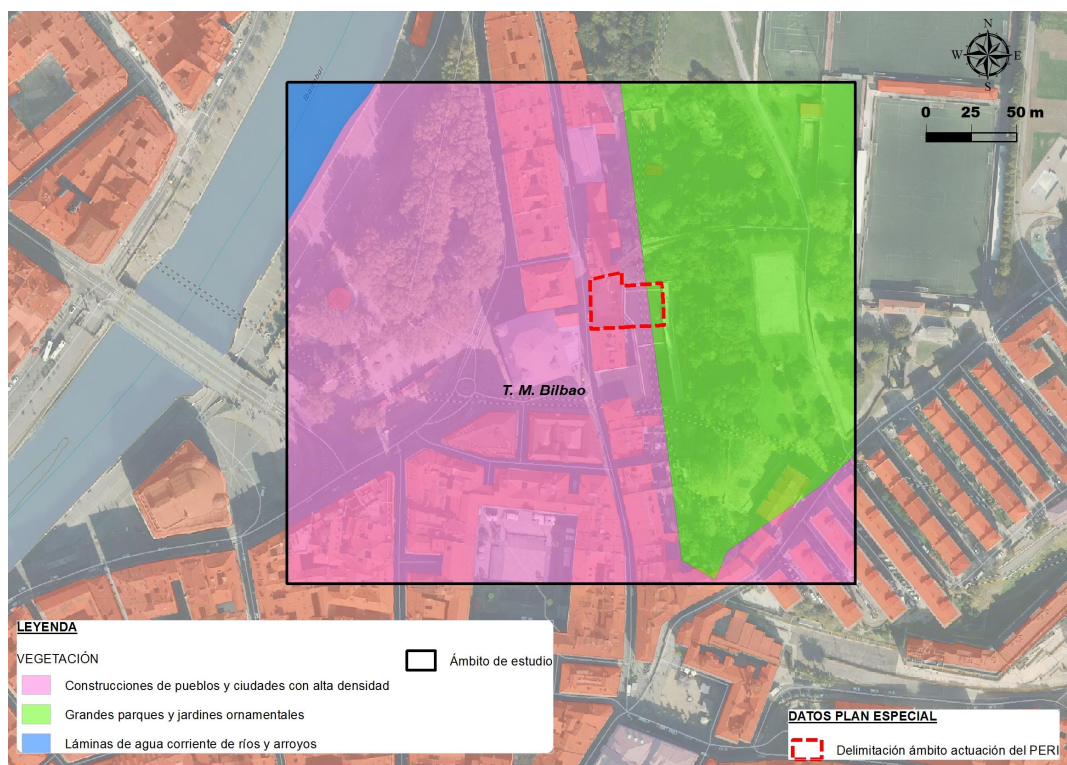 N
W E
S
0 25 50 m
T. M. Bilbao
LEYENDA
VEGETACIÓN
Ámbito de estudio
Construcciones de pueblos y ciudades con alta densidad
Grandes parques y jardines ornamentales
Láminas de agua corriente de ríos y arroyos
DATOS PLAN ESPECIAL
Delimitación ámbito actuación del PERI